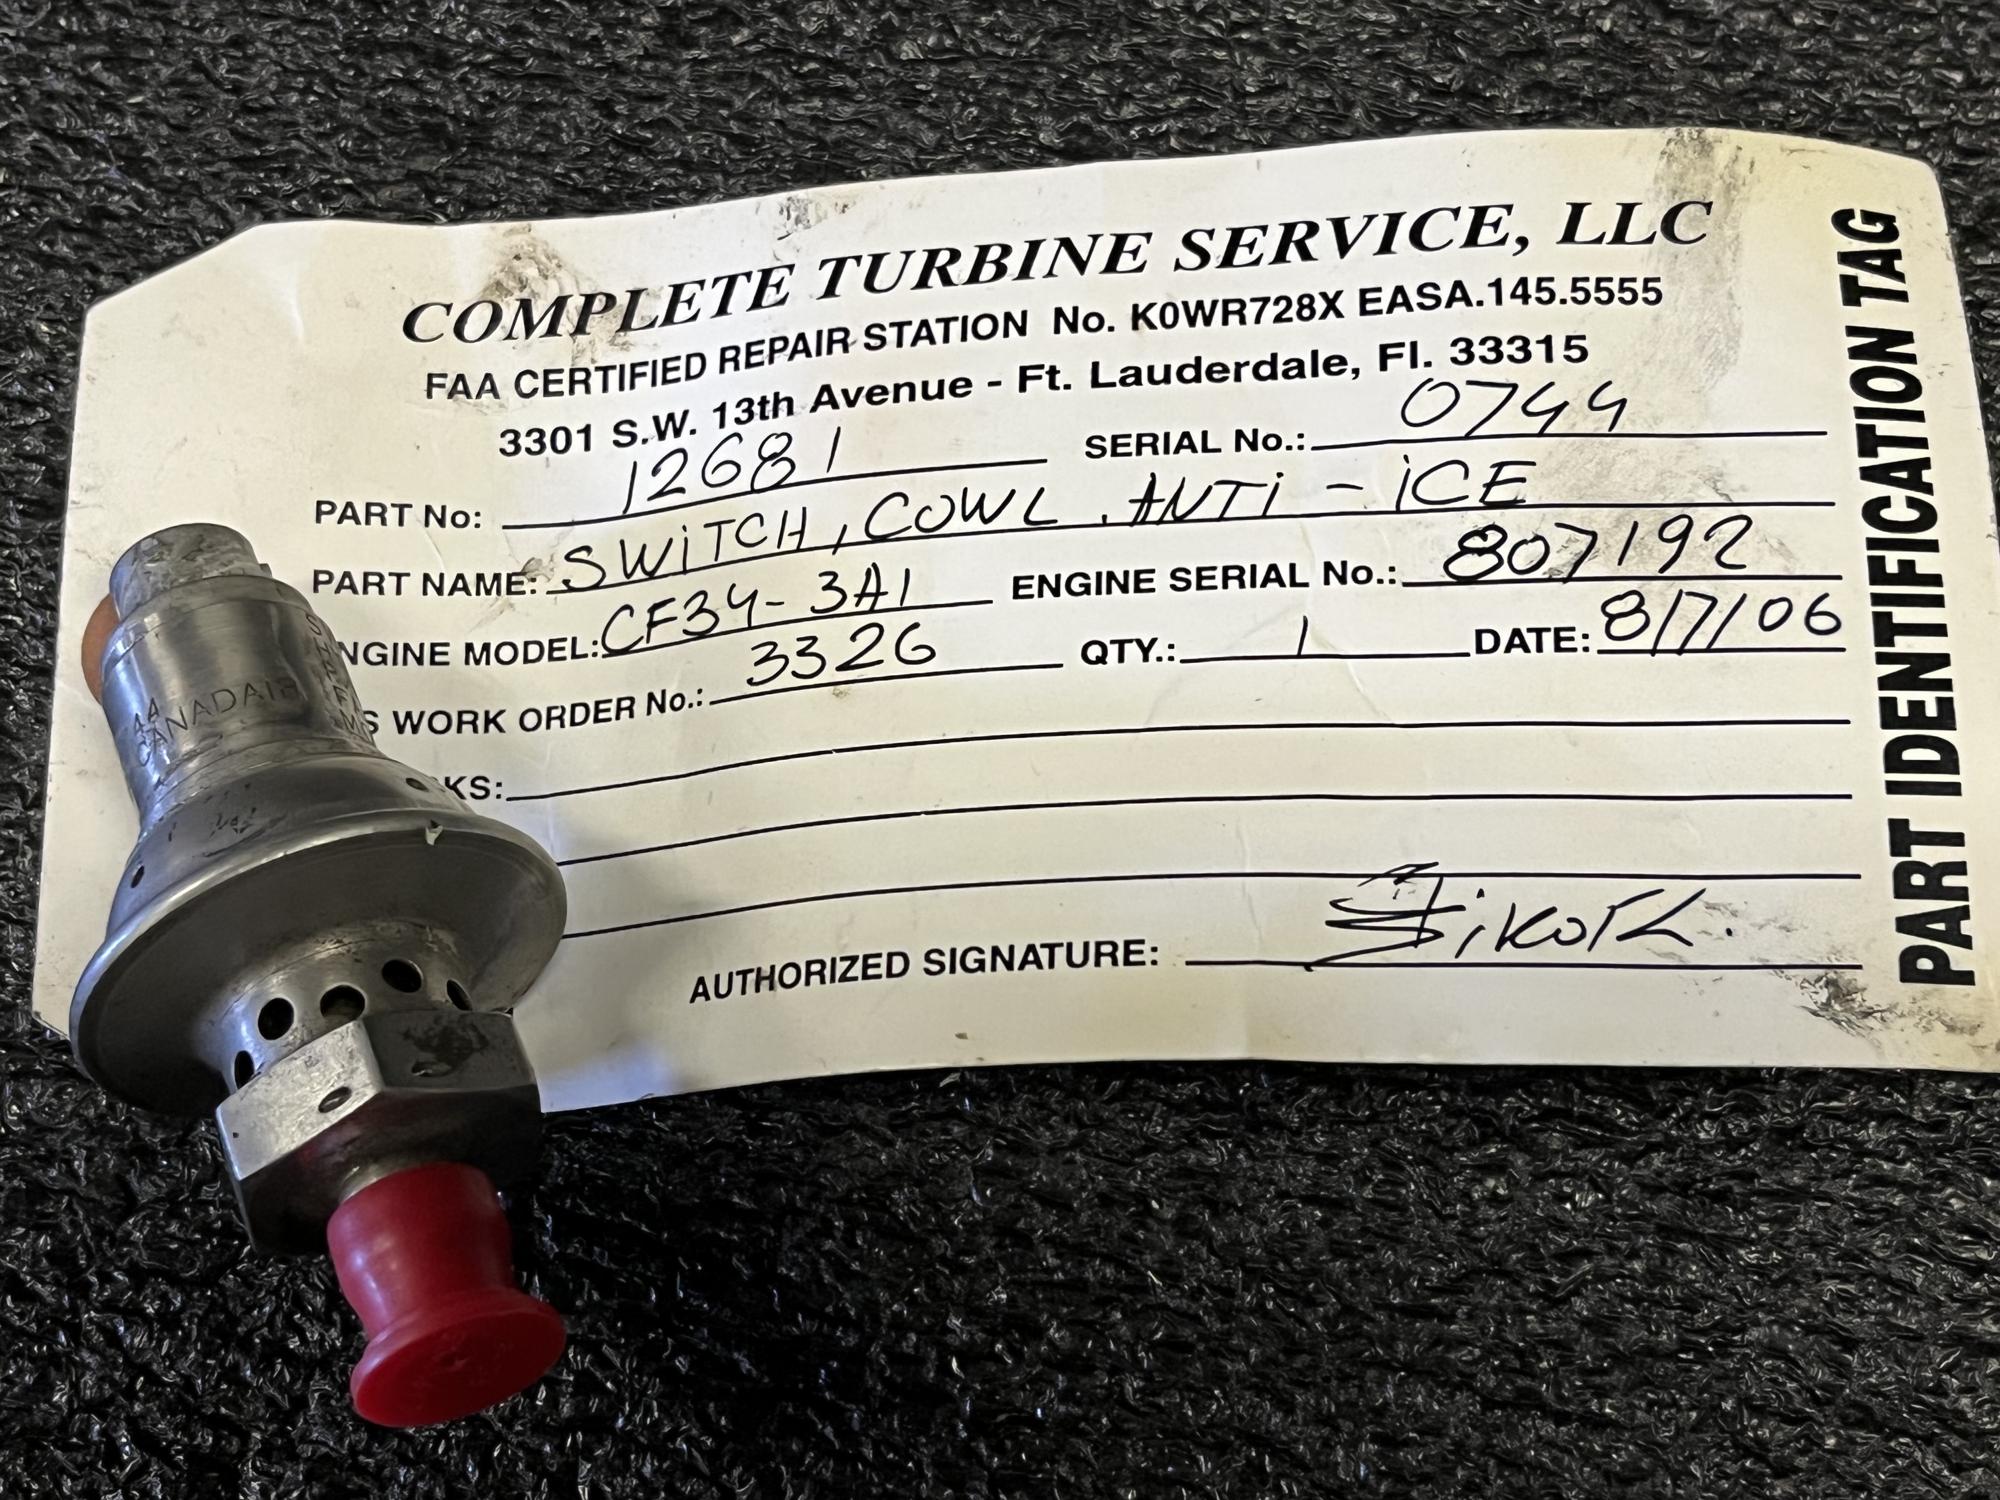 COMPLETE TURBINE SERVICE, LLC
FAA CERTIFIED REPAIR STATION No. K0WR728X EASA.145.5555
3301 S.W. 13th Avenue - Ft. Lauderdale, Fl. 33315
PART No: 12681 SERIAL No.: 0744
PART NAME: SWiTCH, COWL ANTi-iCE
NGINE MODEL: CF34-3A1 ENGINE SERIAL No.: 807192
S WORK ORDER No.: 3326 QTY.: 1 DATE: 8/7/06
KS:
AUTHORIZED SIGNATURE:
PART IDENTIFICATION TAG
CANADAIR